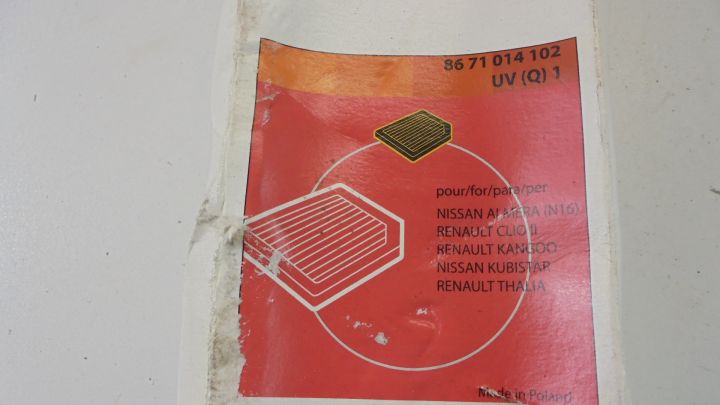 86 71 014 102
UV (Q) 1
pour/for/para/per
NISSAN ALMERA (N16)
RENAULT CLIO II
RENAULT KANGOO
NISSAN KUBISTAR
RENAULT THALIA
Made in Poland